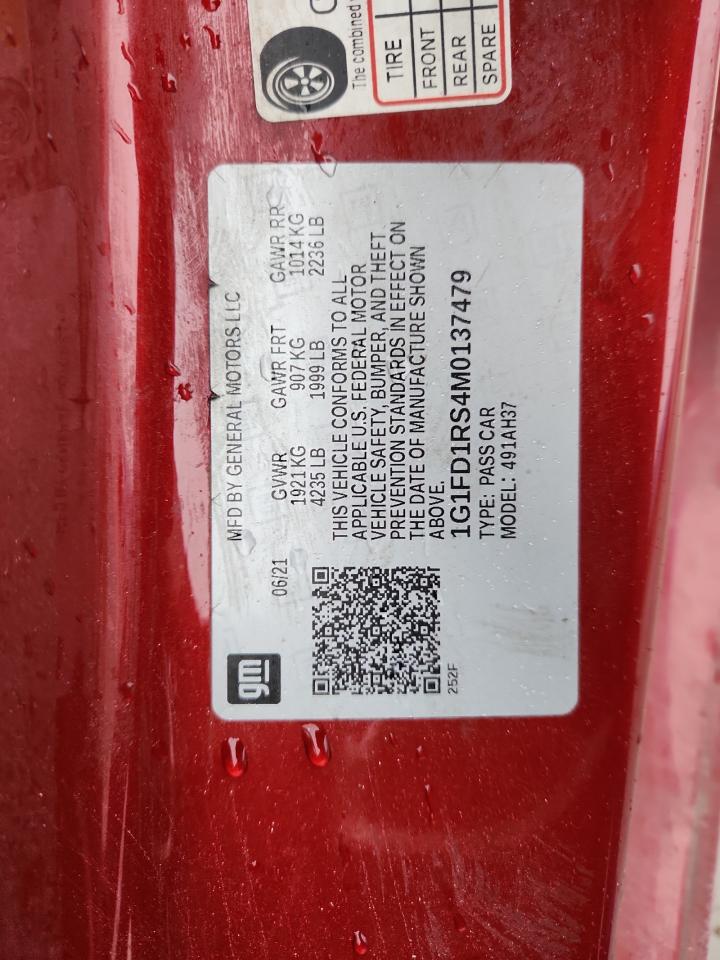 The combined
TIRE
FRONT
REAR
SPARE
gm
MFD BY GENERAL MOTORS LLC
06/21
GVWR GAWR FRT GAWR RR
1921 KG 907 KG 1014 KG
4235 LB 1999 LB 2236 LB
THIS VEHICLE CONFORMS TO ALL
APPLICABLE U.S. FEDERAL MOTOR
VEHICLE SAFETY, BUMPER, AND THEFT
PREVENTION STANDARDS IN EFFECT ON
THE DATE OF MANUFACTURE SHOWN
ABOVE.
1G1FD1RS4M0137479
TYPE: PASS CAR
MODEL: 491AH37
252F